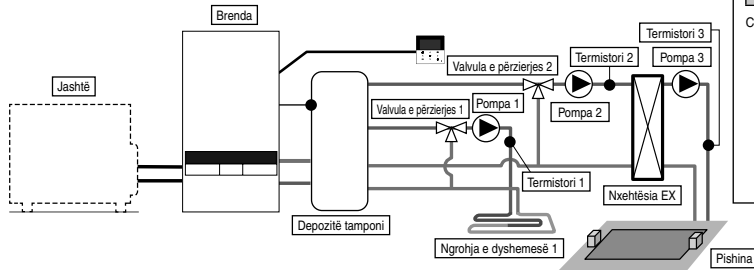 Brenda
Termistori 3
C
Valvula e përzierjes 2
Termistori 2
Pompa 3
Jashtë
Valvula e përzierjes 1
Pompa 1
Pompa 2
Termistori 1
Nxehtësia EX
Depozitë tamponi
Ngrohja e dyshemesë 1
Pishina